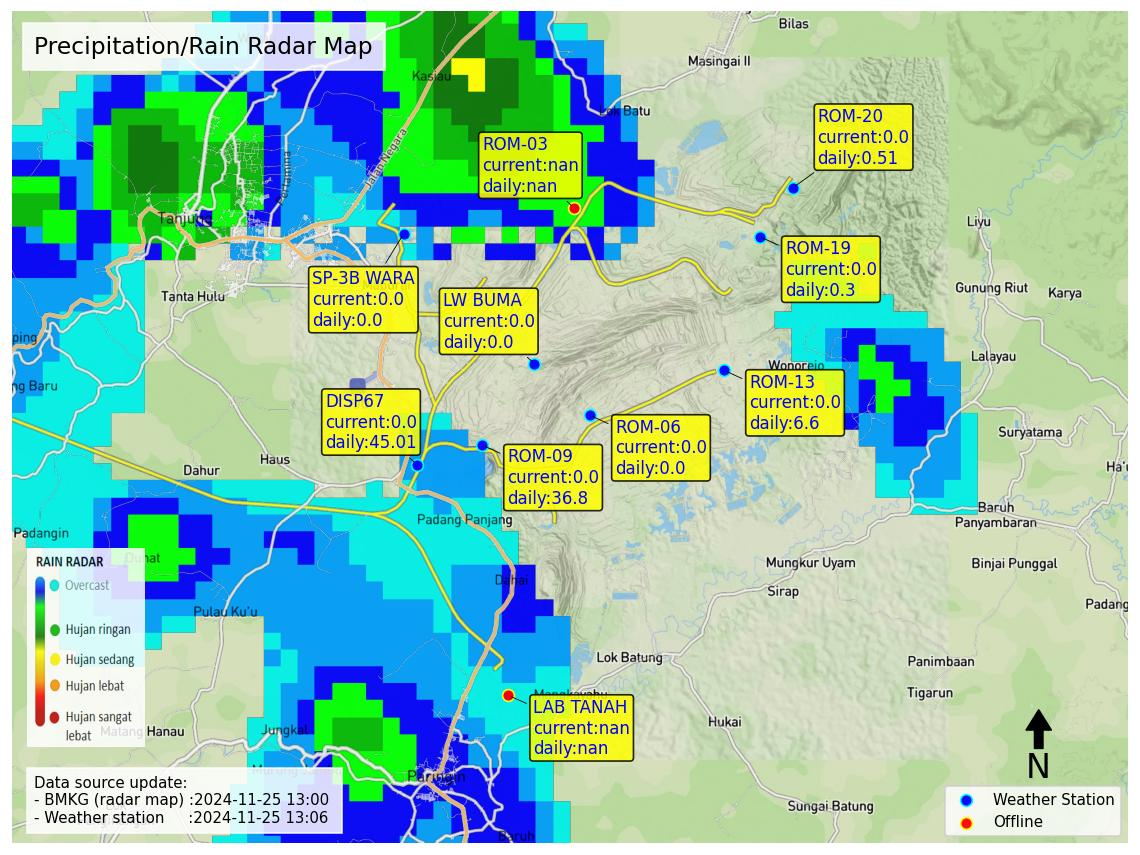 Precipitation/Rain Radar Map
Bilas
Masingai II
Kasiau
Lok Batu
Jalan Negara
ROM-20
current:0.0
daily:0.51
ROM-03
current:nan
daily:nan
Tanjung
Liyu
ROM-19
current:0.0
daily:0.3
SP-3B WARA
current:0.0
daily:0.0
LW BUMA
current:0.0
daily:0.0
Tanta Hulu
Gunung Riut
Karya
ping
Lalayau
Wonorejo
ng Baru
ROM-13
current:0.0
daily:6.6
DISP67
current:0.0
daily:45.01
ROM-06
current:0.0
daily:0.0
Suryatama
Haus
Dahur
ROM-09
current:0.0
daily:36.8
Ha'u
Baruh
Panyambaran
Padang Panjang
Padangin
Mungkur Uyam
Binjai Punggal
Dahai
Sirap
Padang
Pulau Ku'u
RAIN RADAR
Overcast
Hujan ringan
Hujan sedang
Hujan lebat
Hujan sangat
lebat
Lok Batung
Panimbaan
Tigarun
Mangkayahu
LAB TANAH
current:nan
daily:nan
Hukai
Matang Hanau
Jungkal
Paringin
Sungai Batung
Baruh
Data source update:
- BMKG (radar map) :2024-11-25 13:00
- Weather station :2024-11-25 13:06
N
Weather Station
Offline